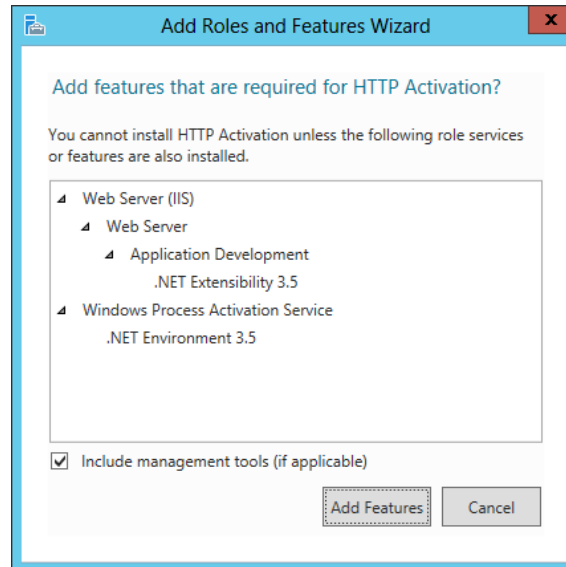 Add Roles and Features Wizard
x
Add features that are required for HTTP Activation?
You cannot install HTTP Activation unless the following role services
or features are also installed.
Web Server (IIS)
Web Server
Application Development
.NET Extensibility 3.5
Windows Process Activation Service
.NET Environment 3.5
Include management tools (if applicable)
Add Features
Cancel